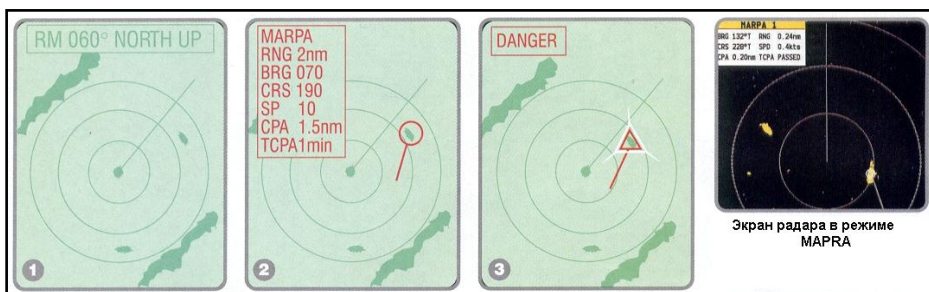 RM 060° NORTH UP
1
MARPA
RNG 2nm
BRG 070
CRS 190
SP 10
CPA 1.5nm
TCPA1min
2
DANGER
3
MARPA 1
BRG 132°T RNG 0.24nm
CRS 228°T SPD 0.4kts
CPA 0.20nm TCPA PASSED
Экран радара в режиме
MAPRA